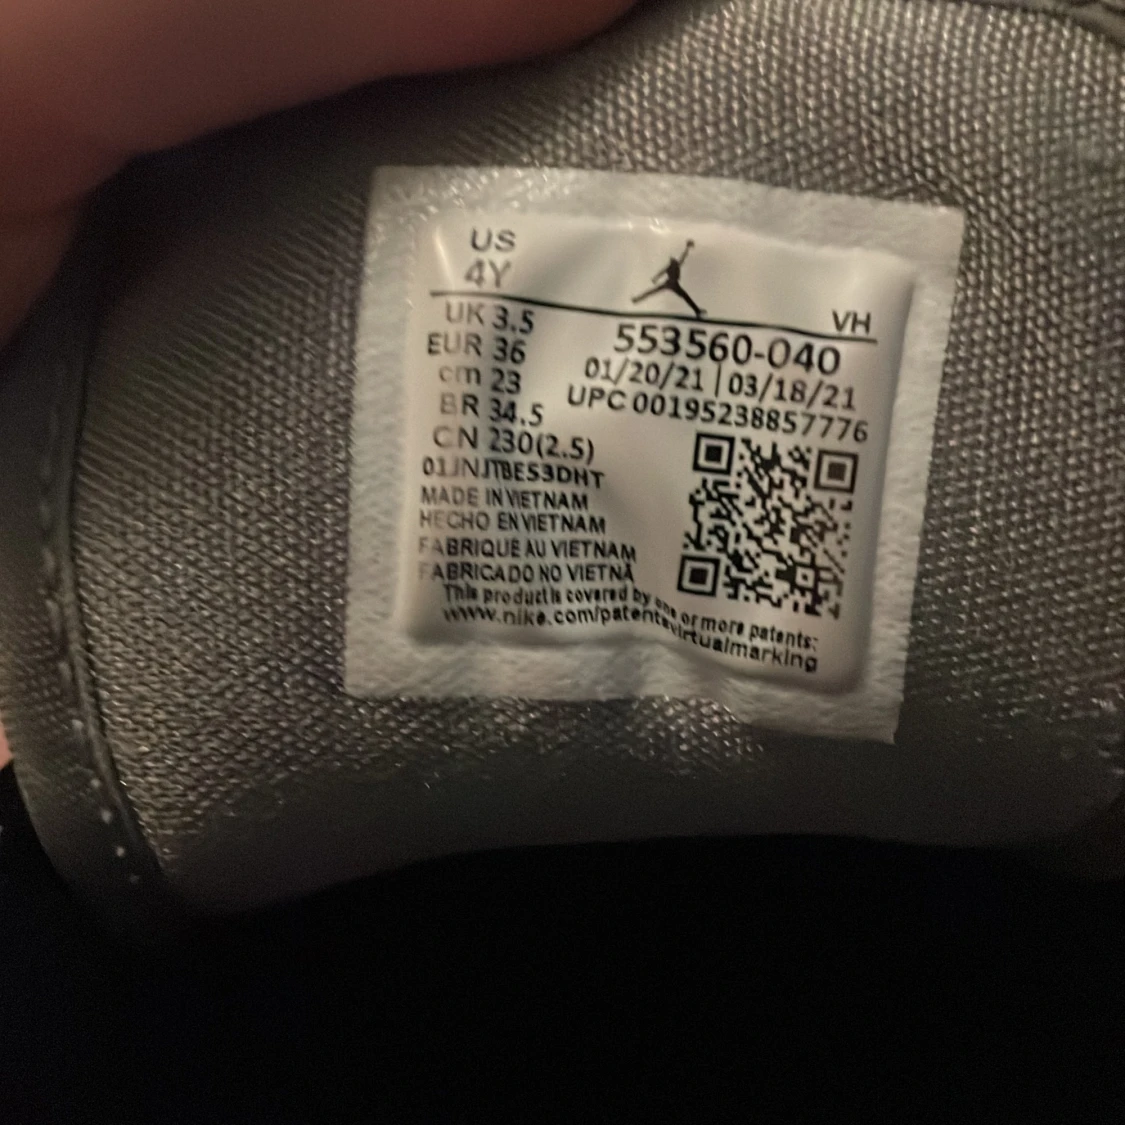 US
4Y
VH
UK 3.5
EUR 36
cm 23
BR 34.5
CN 230(2.5)
553560-040
01/20/21 | 03/18/21
UPC 00195238857776
01JNJTBES3DHT
MADE IN VIETNAM
HECHO EN VIETNAM
FABRIQUE AU VIETNAM
FABRICADO NO VIETNÃ
This product is covered by one or more patents:
www.nike.com/patentsvirtualmarking